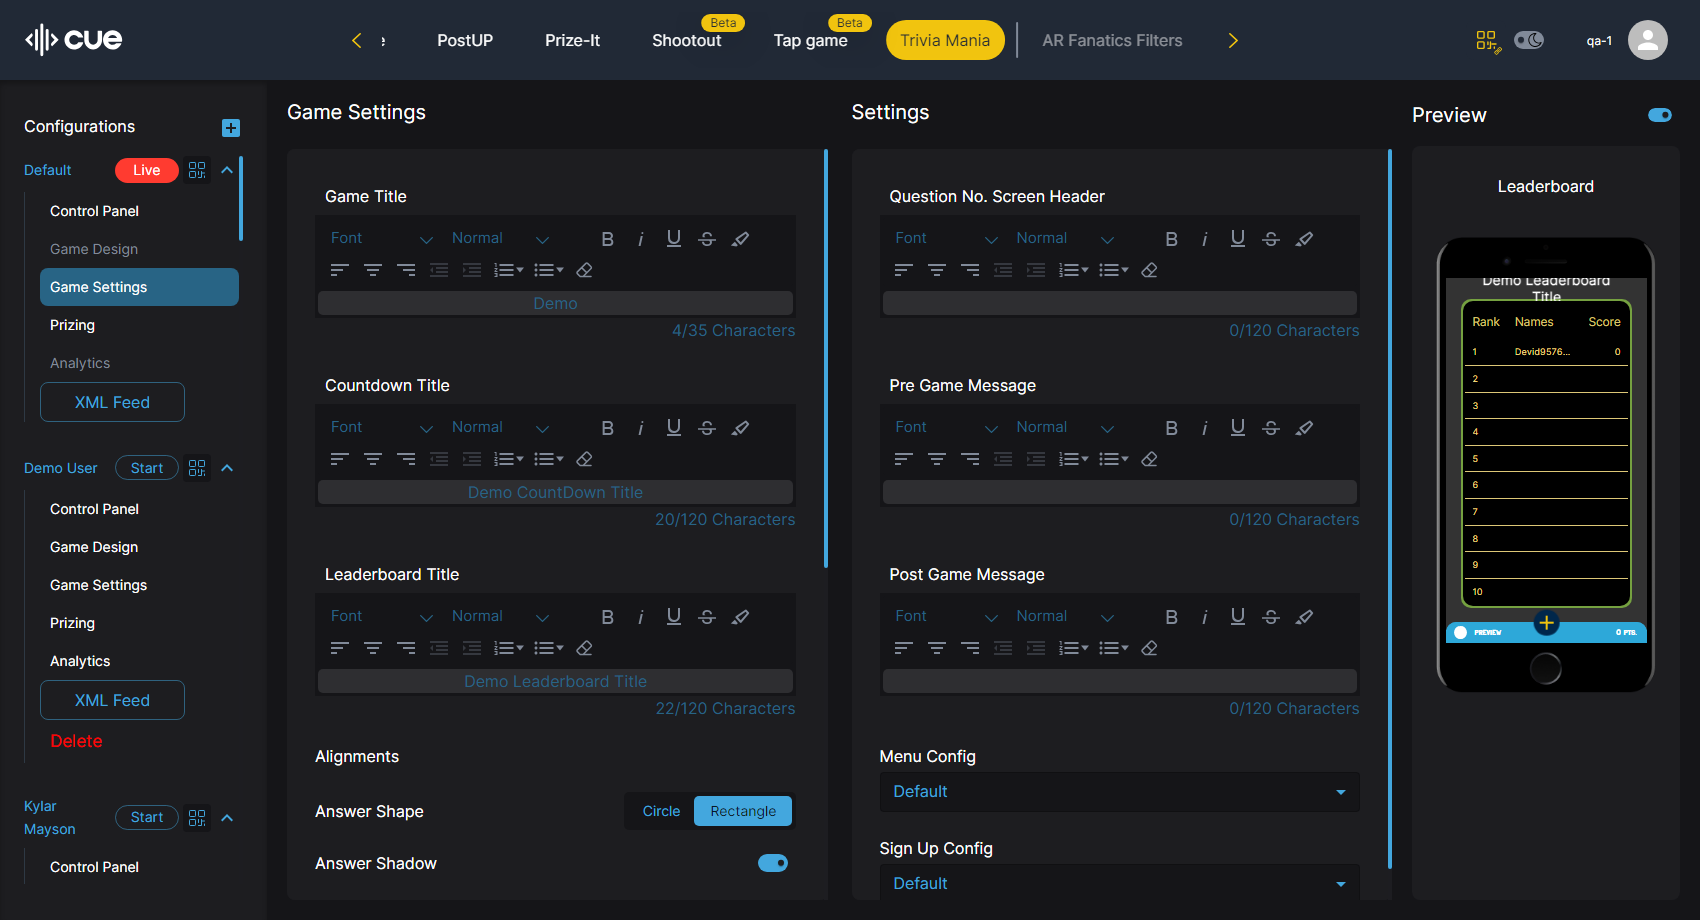 cue
PostUP
Prize-It
Beta
Shootout
Beta
Tap game
Trivia Mania
AR Fanatics Filters
qa-1
Configurations
Default
Live
Control Panel
Game Design
Game Settings
Prizing
Analytics
XML Feed
Demo User
Start
Control Panel
Game Design
Game Settings
Prizing
Analytics
XML Feed
Delete
Kylar
Mayson
Start
Control Panel
Game Settings
Game Title
Font Normal B i U S
Demo
4/35 Characters
Countdown Title
Font Normal B i U S
Demo CountDown Title
20/120 Characters
Leaderboard Title
Font Normal B i U S
Demo Leaderboard Title
22/120 Characters
Alignments
Answer Shape
Circle Rectangle
Answer Shadow
Settings
Question No. Screen Header
Font Normal B i U S
0/120 Characters
Pre Game Message
Font Normal B i U S
0/120 Characters
Post Game Message
Font Normal B i U S
0/120 Characters
Menu Config
Default
Sign Up Config
Default
Preview
Leaderboard
Demo Leaderboard
Title
Rank Names Score
1 Devid9576... 0
2
3
4
5
6
7
8
9
10
PREVIEW
0 PTS.